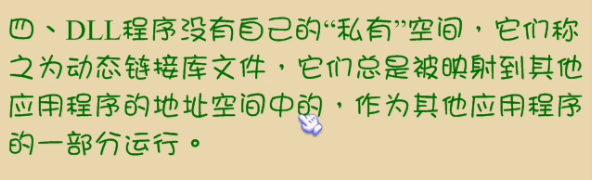 四、DLL程序没有自己的“私有”空间，它们称
之为动态链接库文件，它们总是被映射到其他
应用程序的地址空间中的，作为其他应用程序
的一部分运行。